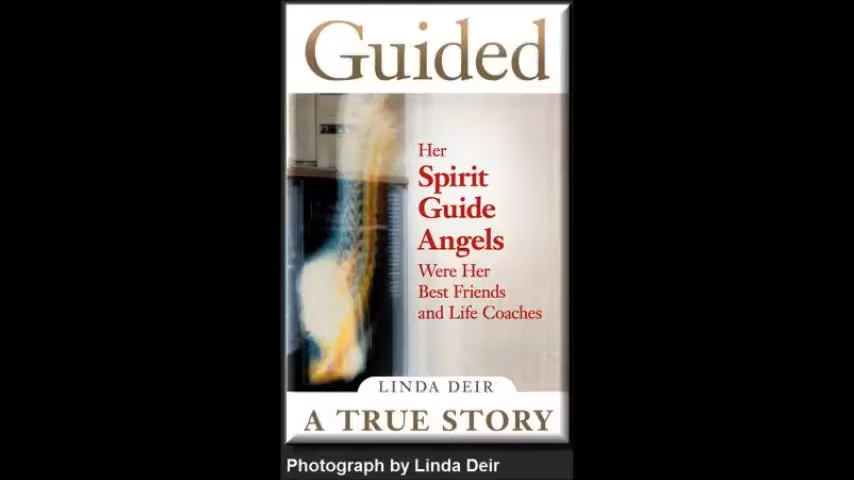 Guided
Her
Spirit
Guide
Angels
Were Her
Best Friends
and Life Coaches
LINDA DEIR
A TRUE STORY
Photograph by Linda Deir